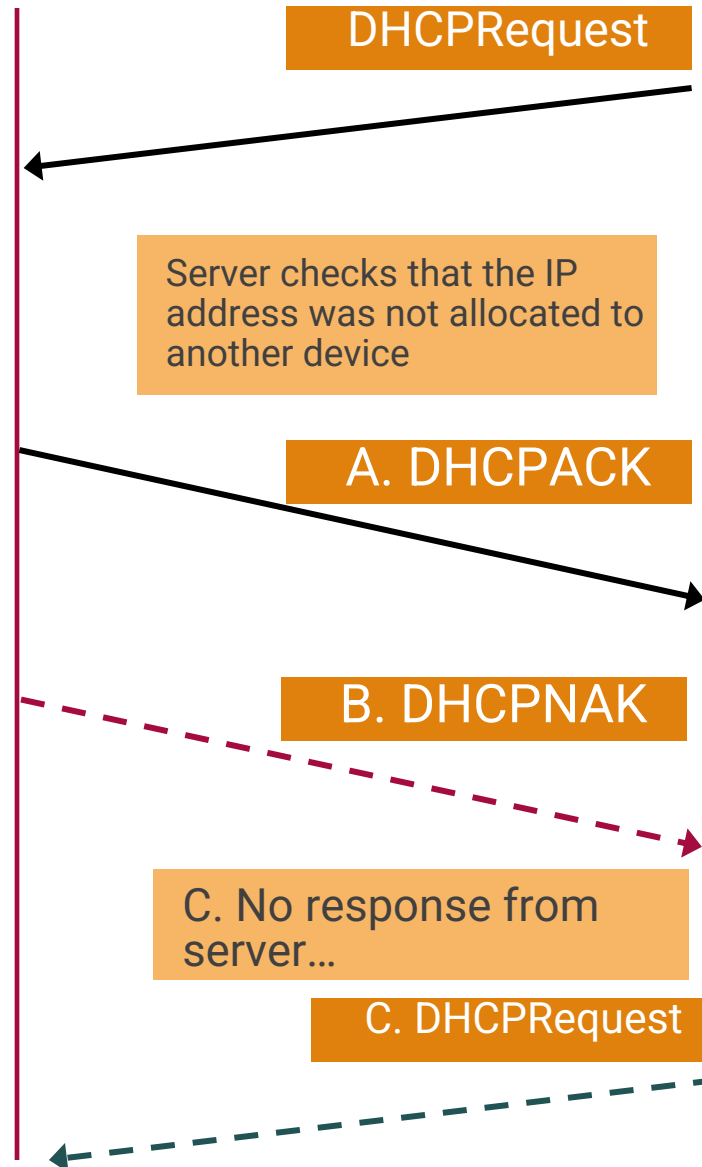 DHCPRequest
Server checks that the IP
address was not allocated to
another device
A. DHCPACK
B. DHCPNAK
C. No response from
server…
C. DHCPRequest